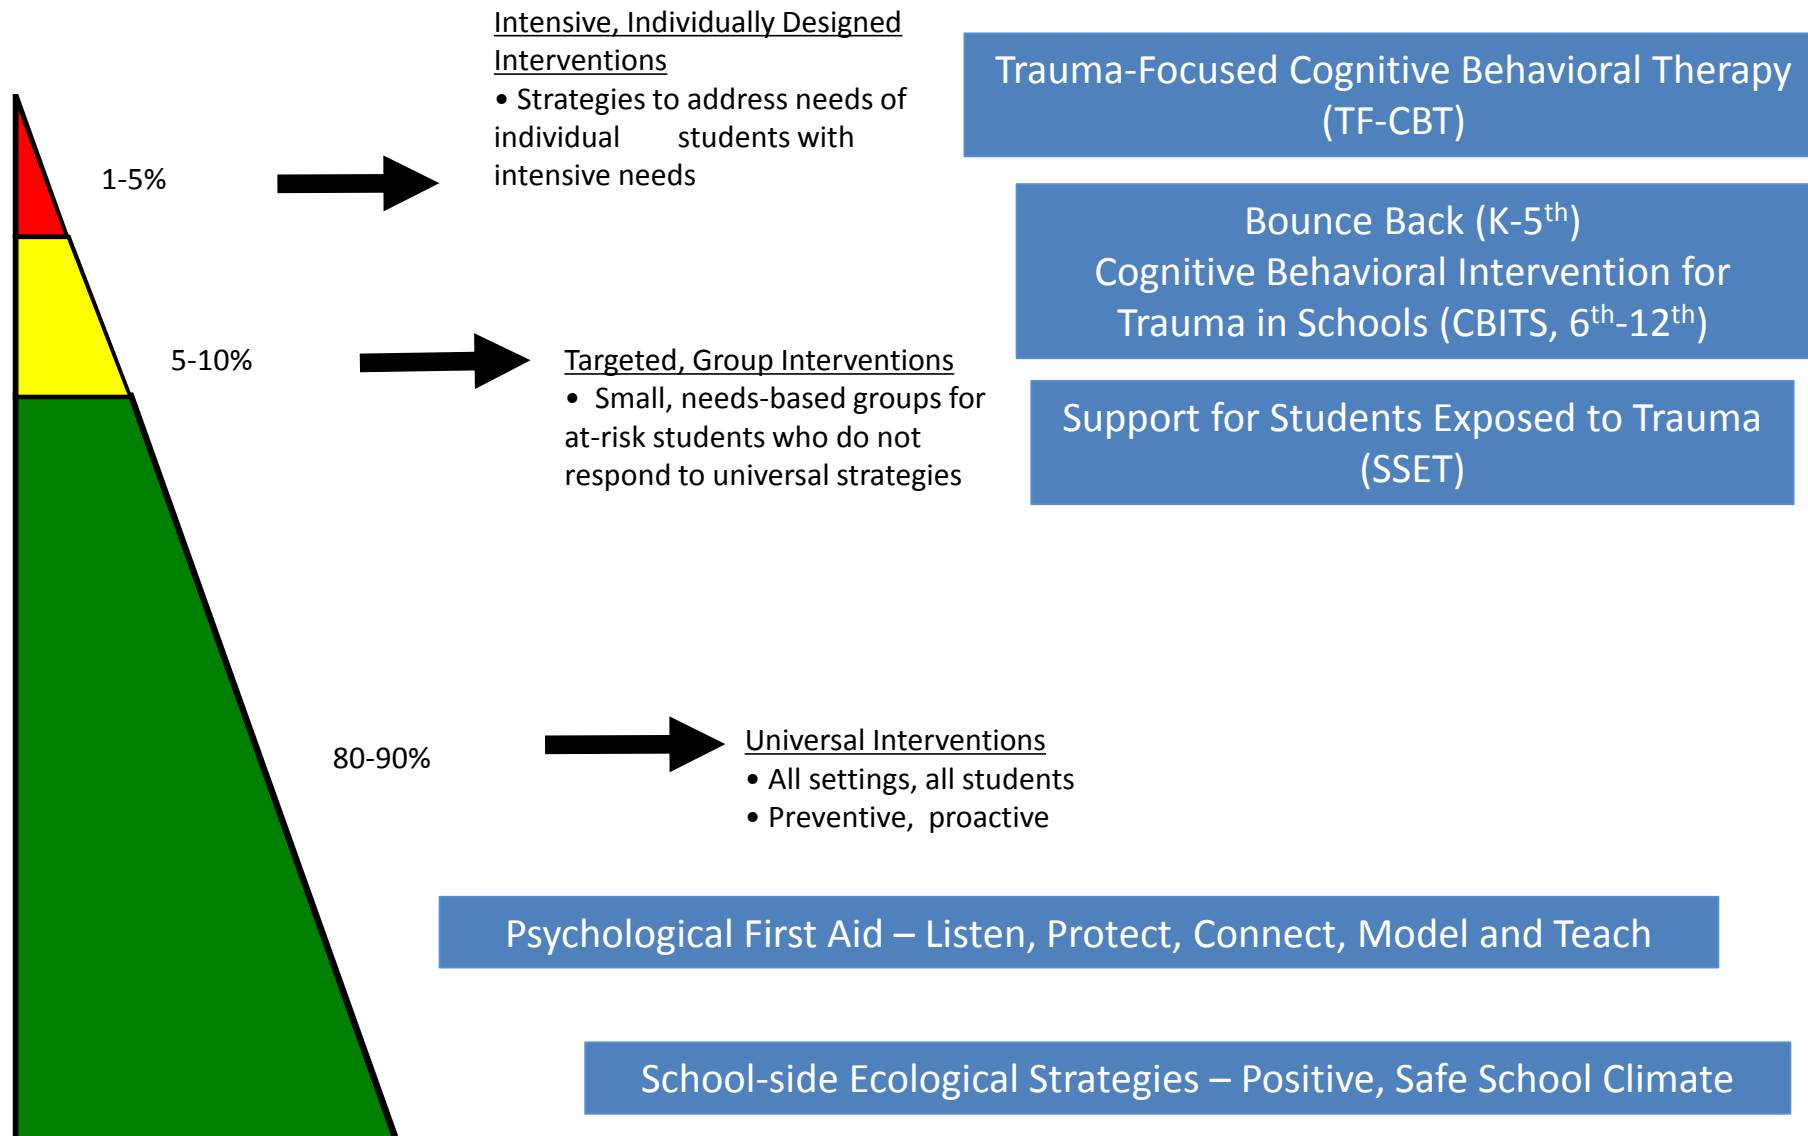 Intensive, Individually Designed
Interventions
• Strategies to address needs of
individual students with
intensive needs
Trauma-Focused Cognitive Behavioral Therapy
(TF-CBT)
1-5%
Bounce Back (K-5th)
Cognitive Behavioral Intervention for
Trauma in Schools (CBITS, 6th-12th)
5-10%
Targeted, Group Interventions
• Small, needs-based groups for
at-risk students who do not
respond to universal strategies
Support for Students Exposed to Trauma
(SSET)
80-90%
Universal Interventions
• All settings, all students
• Preventive, proactive
Psychological First Aid – Listen, Protect, Connect, Model and Teach
School-side Ecological Strategies – Positive, Safe School Climate